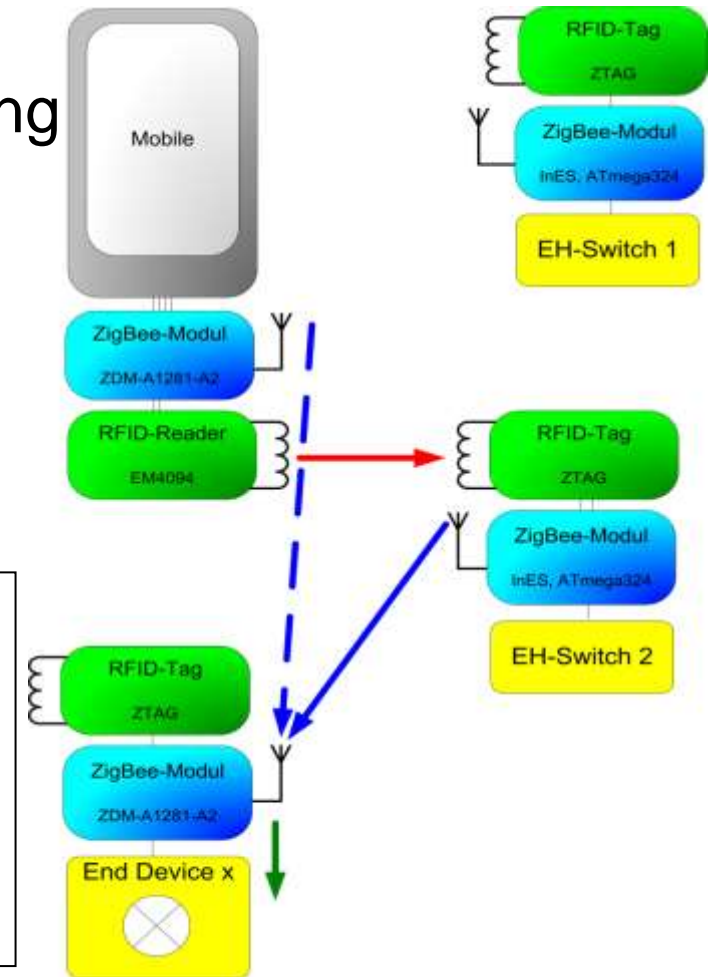 ng
Mobile
ZigBee-Modul
ZDM-A1281-A2
RFID-Reader
EM4094
RFID-Tag
ZTAG
ZigBee-Modul
InES, ATmega324
EH-Switch 1
RFID-Tag
ZTAG
ZigBee-Modul
InES, ATmega324
EH-Switch 2
RFID-Tag
ZTAG
ZigBee-Modul
ZDM-A1281-A2
End Device x